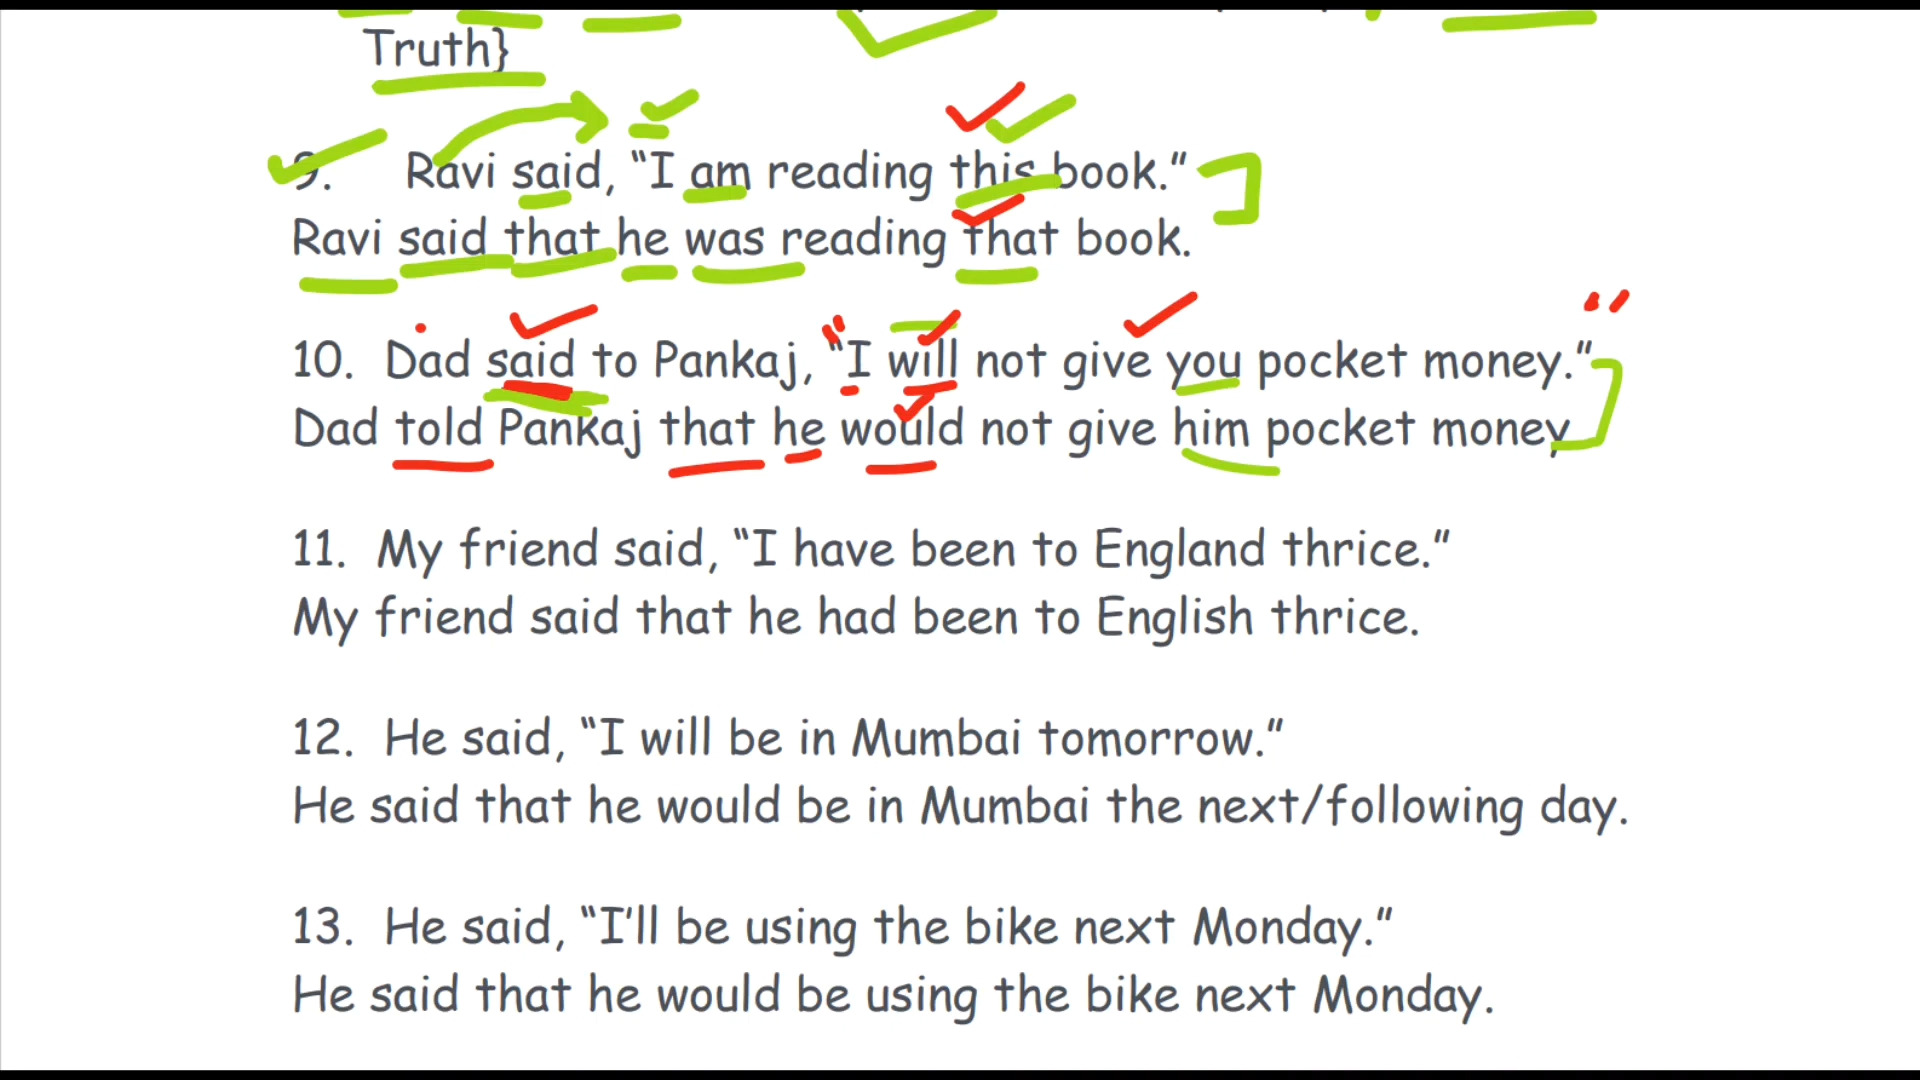 Truth}
9. Ravi said, “I am reading this book.”
Ravi said that he was reading that book.
10. Dad said to Pankaj, “I will not give you pocket money.”
Dad told Pankaj that he would not give him pocket money
11. My friend said, “I have been to England thrice.”
My friend said that he had been to English thrice.
12. He said, “I will be in Mumbai tomorrow.”
He said that he would be in Mumbai the next/following day.
13. He said, “I’ll be using the bike next Monday.”
He said that he would be using the bike next Monday.